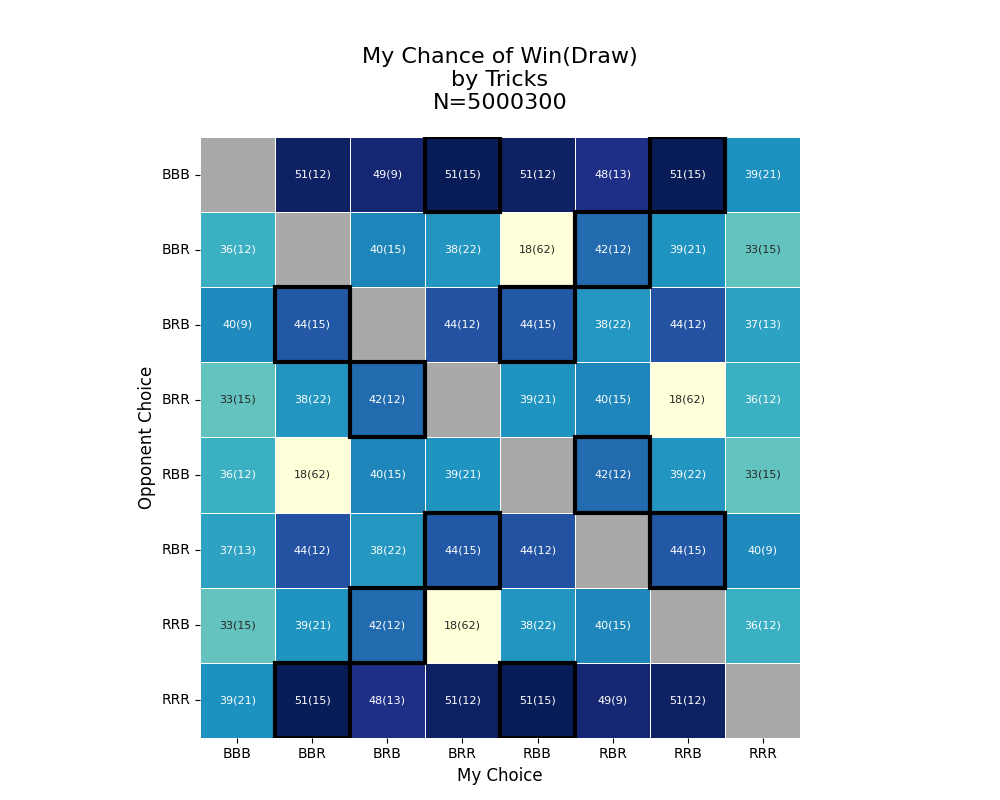 My Chance of Win(Draw)
by Tricks
N=5000300
BBB 51(12) 49(9) 51(15) 51(12) 48(13) 51(15) 39(21)
BBR 36(12) 40(15) 38(22) 18(62) 42(12) 39(21) 33(15)
BRB 40(9) 44(15) 44(12) 44(15) 38(22) 44(12) 37(13)
BRR 33(15) 38(22) 42(12) 39(21) 40(15) 18(62) 36(12)
RBB 36(12) 18(62) 40(15) 39(21) 42(12) 39(22) 33(15)
RBR 37(13) 44(12) 38(22) 44(15) 44(12) 44(15) 40(9)
RRB 33(15) 39(21) 42(12) 18(62) 38(22) 40(15) 36(12)
RRR 39(21) 51(15) 48(13) 51(12) 51(15) 49(9) 51(12)
BBB BBR BRB BRR RBB RBR RRB RRR
My Choice
Opponent Choice